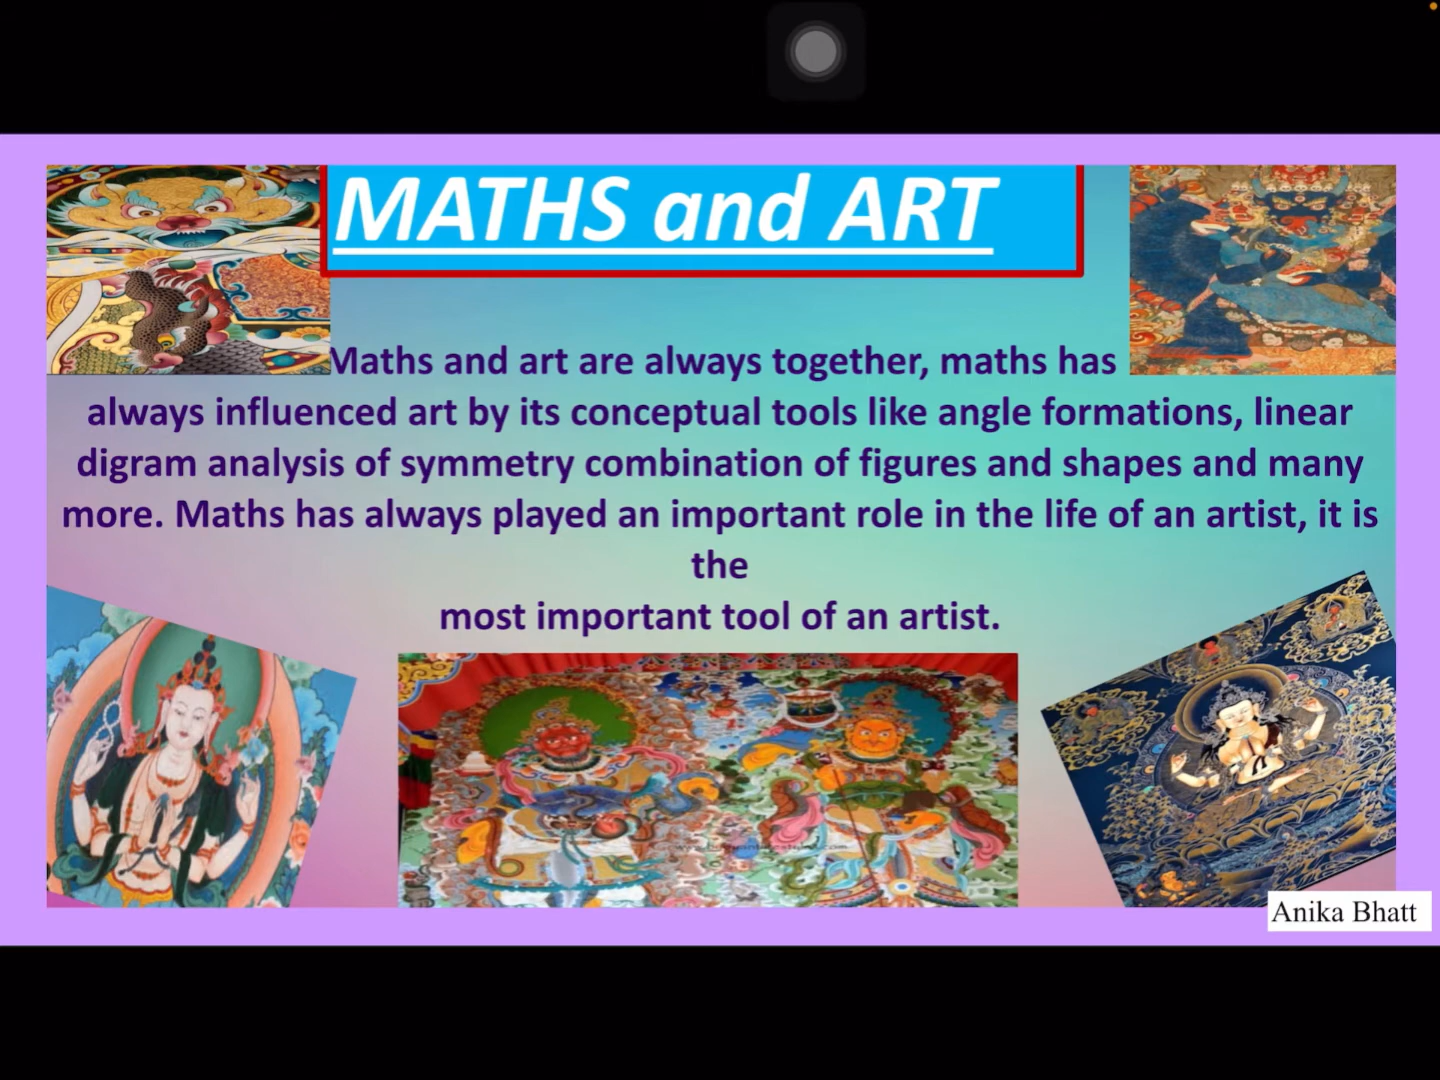 MATHS and ART
Maths and art are always together, maths has
always influenced art by its conceptual tools like angle formations, linear
digram analysis of symmetry combination of figures and shapes and many
more. Maths has always played an important role in the life of an artist, it is
the
most important tool of an artist.
Anika Bhatt